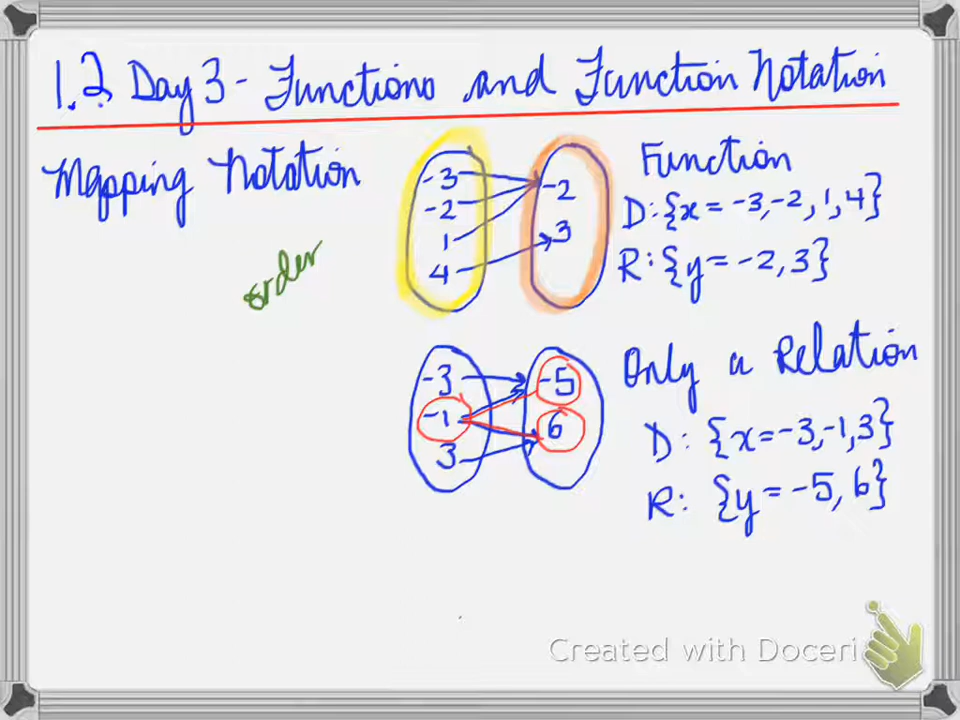 1.2 Day 3 - Functions and Function Notation
Mapping Notation
order
-3
-2
1
4
-2
3
Function
D: {x = -3, -2, 1, 4}
R: {y = -2, 3}
-3
-1
3
-5
6
Only a Relation
D: {x = -3, -1, 3}
R: {y = -5, 6}
Created with Doceri